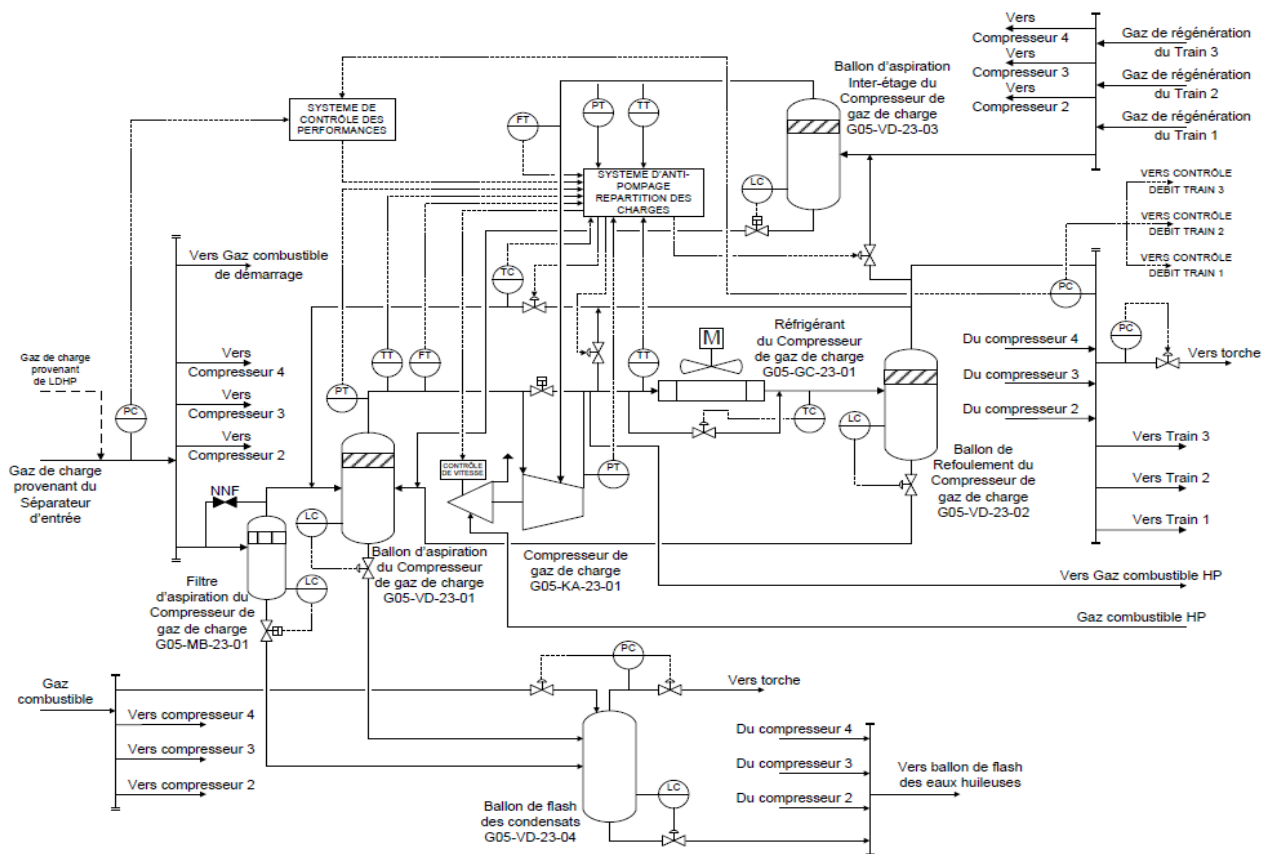 Vers
Compresseur 4
Vers
Compresseur 3
Vers
Compresseur 2
Gaz de régénération
du Train 3
Gaz de régénération
du Train 2
Gaz de régénération
du Train 1
Ballon d'aspiration
Inter-étage du
Compresseur de
gaz de charge
G05-VD-23-03
SYSTEME DE
CONTRÔLE DES
PERFORMANCES
FT
PT
TT
SYSTEME D'ANTI-
POMPAGE
REPARTITION DES
CHARGES
LC
VERS CONTRÔLE
DEBIT TRAIN 3
VERS CONTRÔLE
DEBIT TRAIN 2
VERS CONTRÔLE
DEBIT TRAIN 1
Vers Gaz combustible
de démarrage
TC
PC
Gaz de charge
provenant
de LDHP
PC
Gaz de charge
provenant du
Séparateur
d'entrée
Vers
Compresseur 4
Vers
Compresseur 3
Vers
Compresseur 2
PT
TT
FT
TT
M
Réfrigérant
du Compresseur
de gaz de charge
G05-GC-23-01
TC
Du compresseur 4
Du compresseur 3
Du compresseur 2
PC
Vers torche
Vers Train 3
Vers Train 2
Vers Train 1
NNF
LC
CONTRÔLE
DE VITESSE
PT
LC
Ballon de
Refoulement du
Compresseur de
gaz de charge
G05-VD-23-02
Filtre
d'aspiration du
Compresseur de
gaz de charge
G05-MB-23-01
LC
Ballon d'aspiration
du Compresseur
de gaz de charge
G05-VD-23-01
Compresseur de
gaz de charge
G05-KA-23-01
Vers Gaz combustible HP
Gaz combustible HP
Gaz
combustible
Vers compresseur 4
Vers compresseur 3
Vers compresseur 2
PC
Vers torche
LC
Ballon de flash
des condensats
G05-VD-23-04
Du compresseur 4
Du compresseur 3
Du compresseur 2
Vers ballon de flash
des eaux huileuses